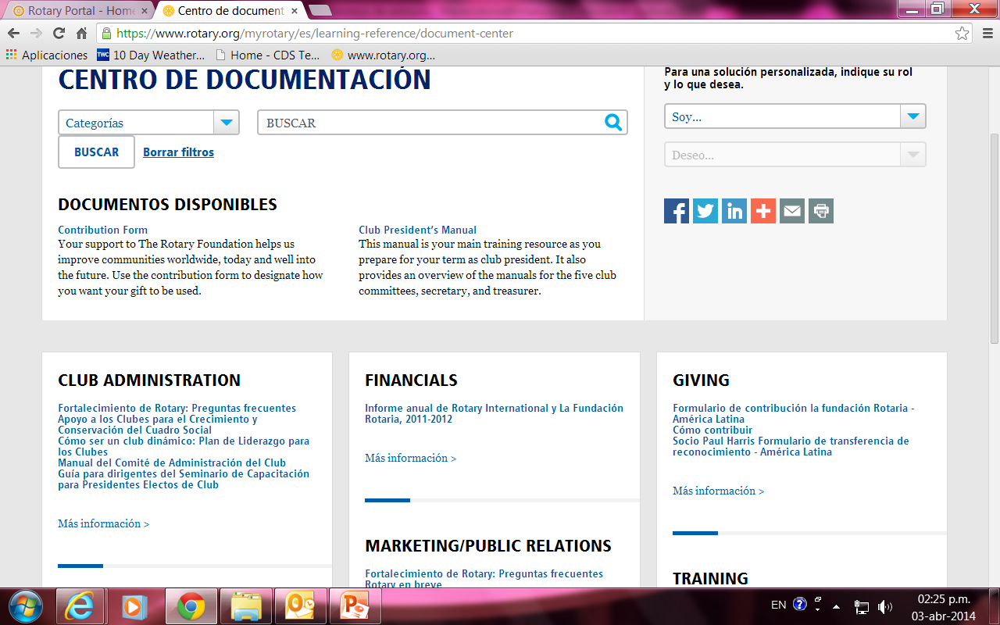 Rotary Portal - Home
Centro de document
https://www.rotary.org/myrotary/es/learning-reference/document-center
Aplicaciones
TWC
10 Day Weather...
Home - CDS Te...
www.rotary.org...
CENTRO DE DOCUMENTACIÓN
Categorías
BUSCAR
BUSCAR
Borrar filtros
Para una solución personalizada, indique su rol
y lo que desea.
Soy...
Deseo...
DOCUMENTOS DISPONIBLES
Contribution Form
Your support to The Rotary Foundation helps us
improve communities worldwide, today and well into
the future. Use the contribution form to designate how
you want your gift to be used.
Club President's Manual
This manual is your main training resource as you
prepare for your term as club president. It also
provides an overview of the manuals for the five club
committees, secretary, and treasurer.
CLUB ADMINISTRATION
Fortalecimiento de Rotary: Preguntas frecuentes
Apoyo a los Clubes para el Crecimiento y
Conservación del Cuadro Social
Cómo ser un club dinámico: Plan de Liderazgo para
los Clubes
Manual del Comité de Administración del Club
Guía para dirigentes del Seminario de Capacitación
para Presidentes Electos de Club
Más información >
FINANCIALS
Informe anual de Rotary International y La Fundación
Rotaria, 2011-2012
Más información >
MARKETING/PUBLIC RELATIONS
Fortalecimiento de Rotary: Preguntas frecuentes
Rotary en breve
GIVING
Formulario de contribución la fundación Rotaria -
América Latina
Cómo contribuir
Socio Paul Harris Formulario de transferencia de
reconocimiento - América Latina
Más información >
TRAINING
EN
02:25 p.m.
03-abr-2014